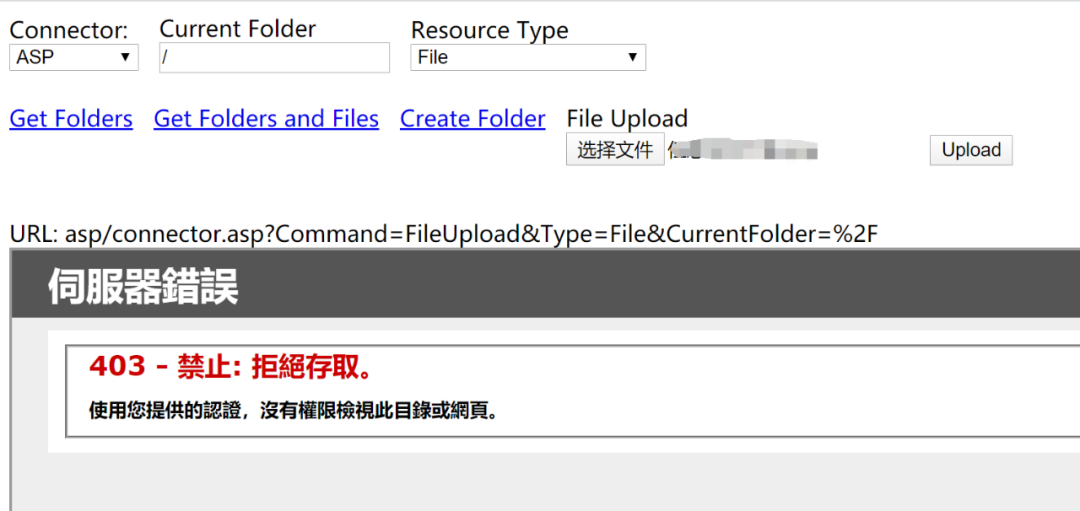 Connector: Current Folder Resource Type
ASP / File
Get Folders Get Folders and Files Create Folder File Upload
选择文件 Upload
URL: asp/connector.asp?Command=FileUpload&Type=File&CurrentFolder=%2F
伺服器錯誤
403 - 禁止: 拒絕存取。
使用您提供的認證，沒有權限檢視此目錄或網頁。